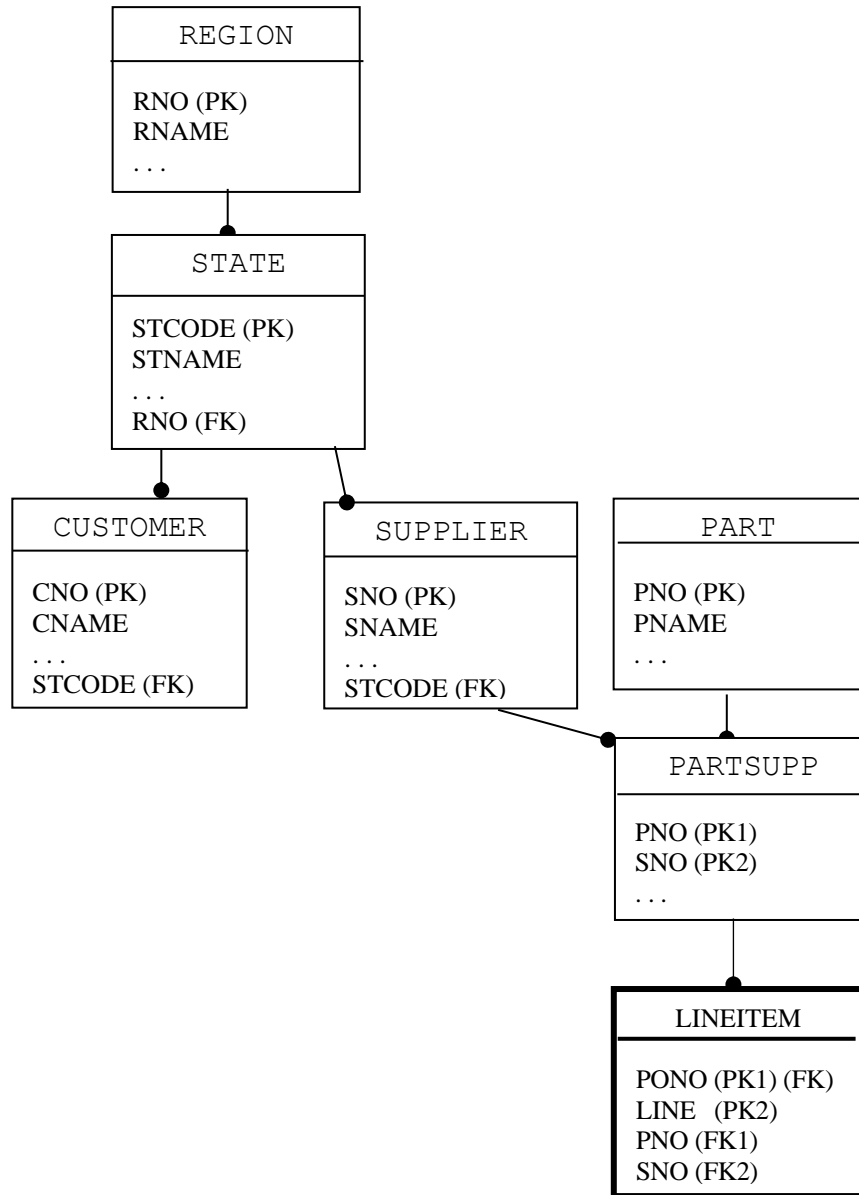 REGION
RNO (PK)
RNAME
. . .
STATE
STCODE (PK)
STNAME
. . .
RNO (FK)
CUSTOMER
CNO (PK)
CNAME
. . .
STCODE (FK)
SUPPLIER
SNO (PK)
SNAME
. . .
STCODE (FK)
PART
PNO (PK)
PNAME
. . .
PARTSUPP
PNO (PK1)
SNO (PK2)
. . .
LINEITEM
PONO (PK1) (FK)
LINE (PK2)
PNO (FK1)
SNO (FK2)